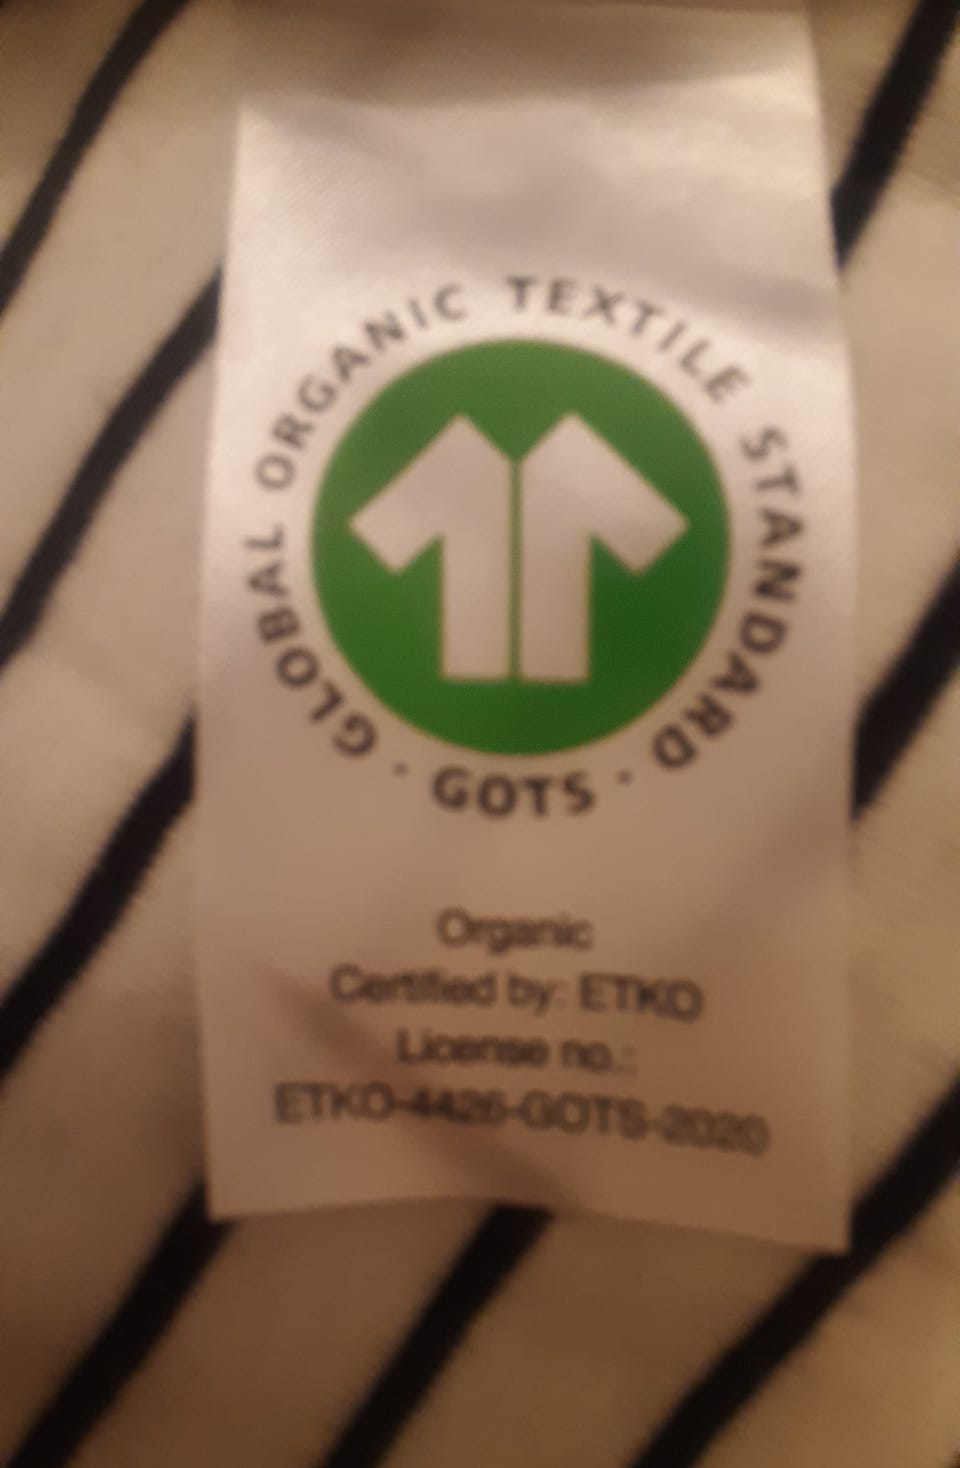 GLOBAL ORGANIC TEXTILE STANDARD
· GOTS ·
Organic
Certified by: ETKO
License no.:
ETKO-4426-GOTS-2020